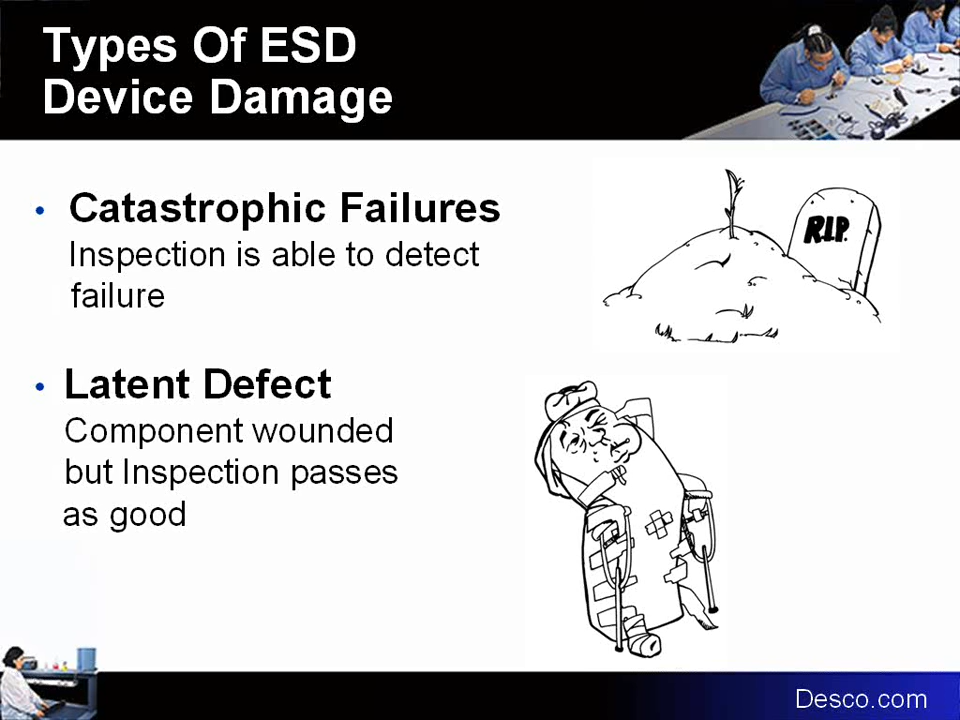 Types Of ESD
Device Damage
• Catastrophic Failures
Inspection is able to detect
failure
R.I.P.
• Latent Defect
Component wounded
but Inspection passes
as good
Desco.com